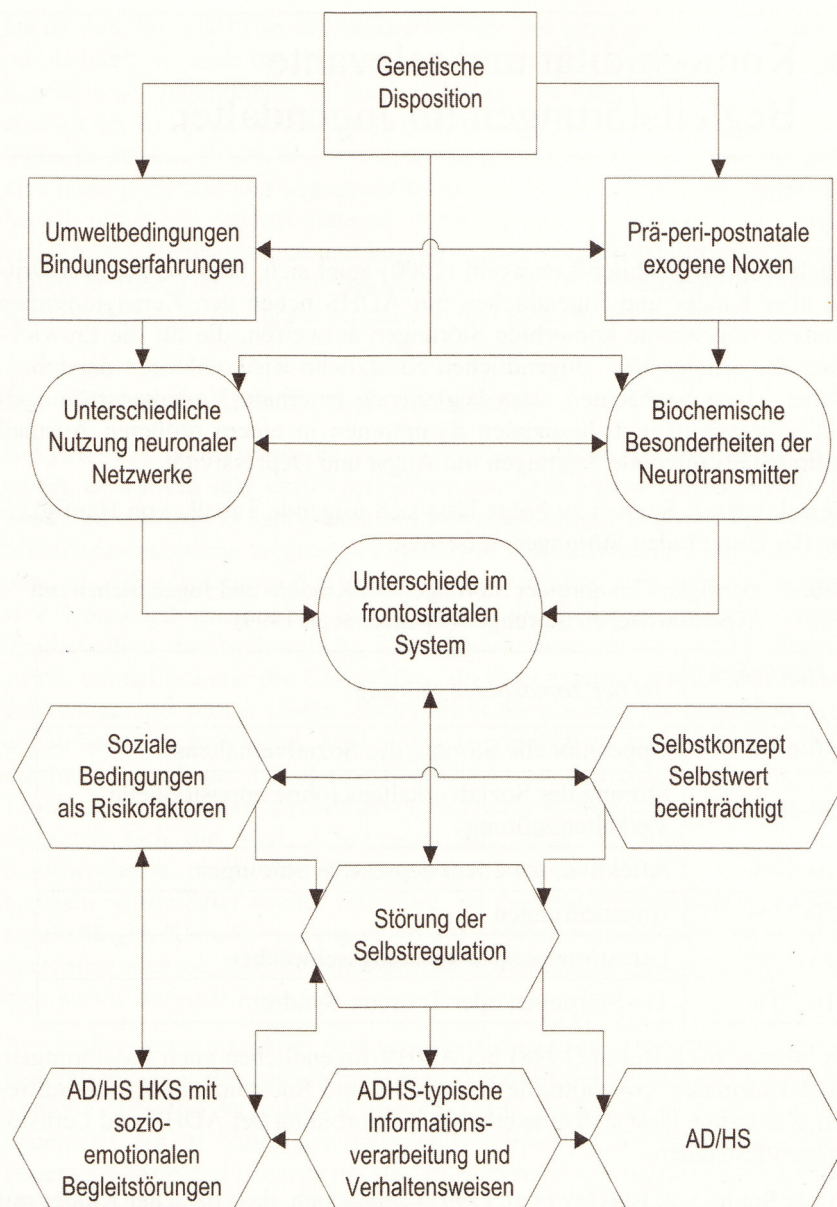 Genetische
Disposition
Umweltbedingungen
Bindungserfahrungen
Prä-peri-postnatale
exogene Noxen
Unterschiedliche
Nutzung neuronaler
Netzwerke
Biochemische
Besonderheiten der
Neurotransmitter
Unterschiede im
frontostratalen
System
Soziale
Bedingungen
als Risikofaktoren
Selbstkonzept
Selbstwert
beeinträchtigt
Störung der
Selbstregulation
AD/HS HKS mit
sozio-
emotionalen
Begleitstörungen
ADHS-typische
Informations-
verarbeitung und
Verhaltensweisen
AD/HS